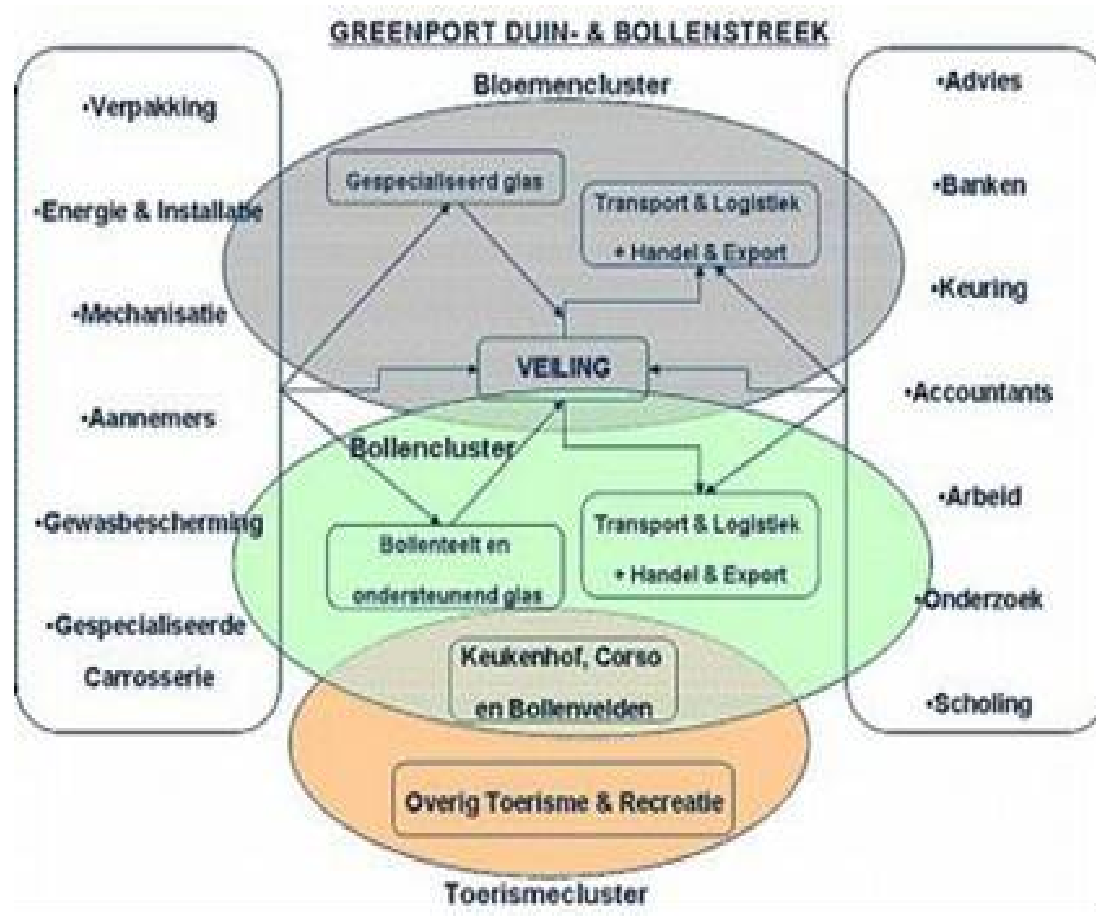 GREENPORT DUIN- & BOLLENSTREEK
•Verpakking
•Energie & Installatie
•Mechanisatie
•Aannemers
•Gewasbescherming
•Gespecialiseerde
Carrosserie
Bloemencluster
Gespecialiseerd glas
Transport & Logistiek
+ Handel & Export
VEILING
Bollencluster
Bollenteelt en
ondersteunend glas
Transport & Logistiek
+ Handel & Export
Keukenhof, Corso
en Bollenvelden
Overig Toerisme & Recreatie
Toerismecluster
•Advies
•Banken
•Keuring
•Accountants
•Arbeid
•Onderzoek
•Scholing